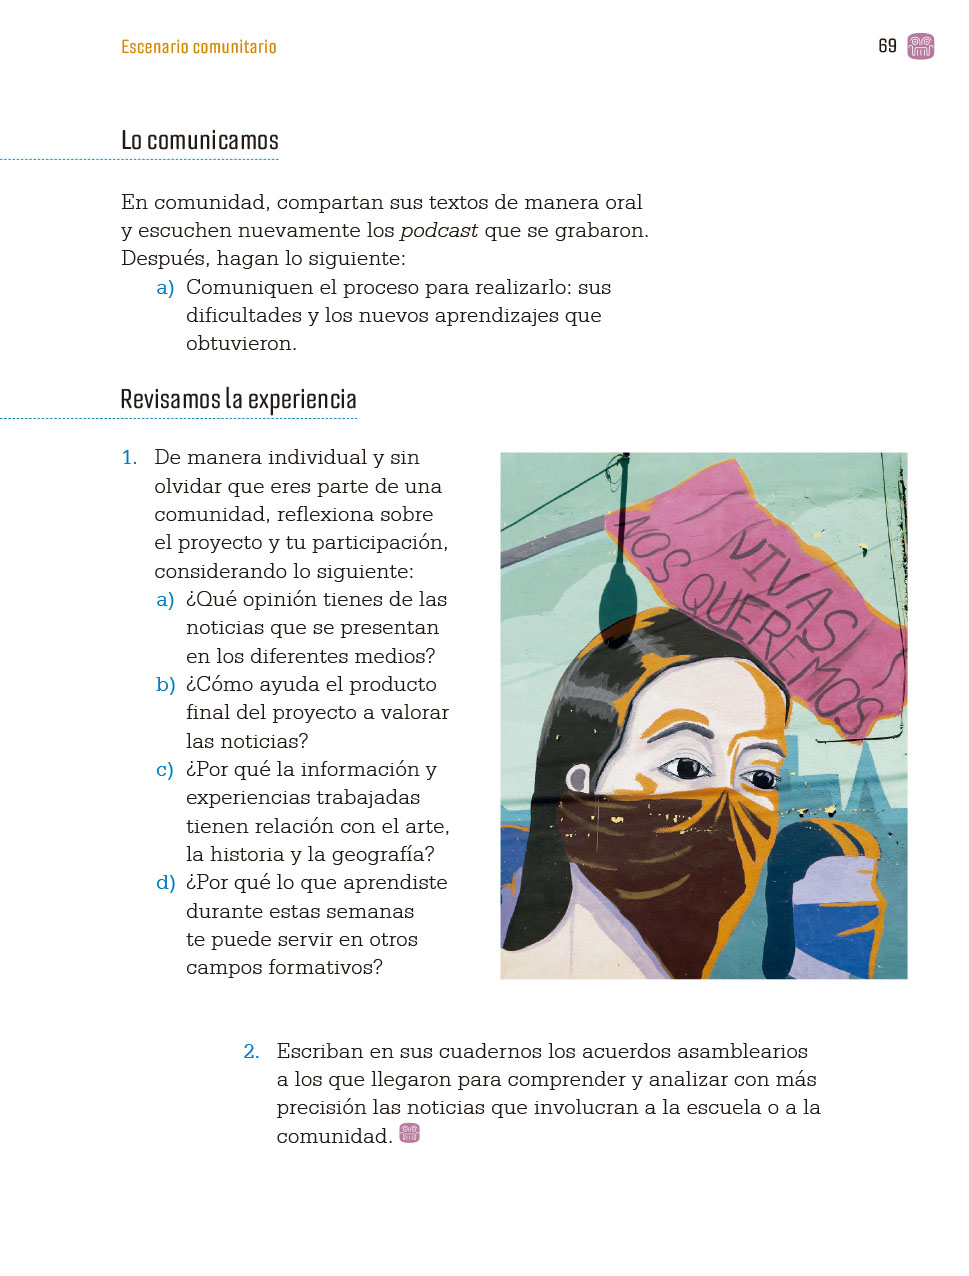 Escenario comunitario
69
Lo comunicamos
En comunidad, compartan sus textos de manera oral
y escuchen nuevamente los podcast que se grabaron.
Después, hagan lo siguiente:
a) Comuniquen el proceso para realizarlo: sus
dificultades y los nuevos aprendizajes que
obtuvieron.
Revisamos la experiencia
1. De manera individual y sin
olvidar que eres parte de una
comunidad, reflexiona sobre
el proyecto y tu participación,
considerando lo siguiente:
a) ¿Qué opinión tienes de las
noticias que se presentan
en los diferentes medios?
b) ¿Cómo ayuda el producto
final del proyecto a valorar
las noticias?
c) ¿Por qué la información y
experiencias trabajadas
tienen relación con el arte,
la historia y la geografía?
d) ¿Por qué lo que aprendiste
durante estas semanas
te puede servir en otros
campos formativos?
VIVAS
NOS QUEREMOS
2. Escriban en sus cuadernos los acuerdos asamblearios
a los que llegaron para comprender y analizar con más
precisión las noticias que involucran a la escuela o a la
comunidad.